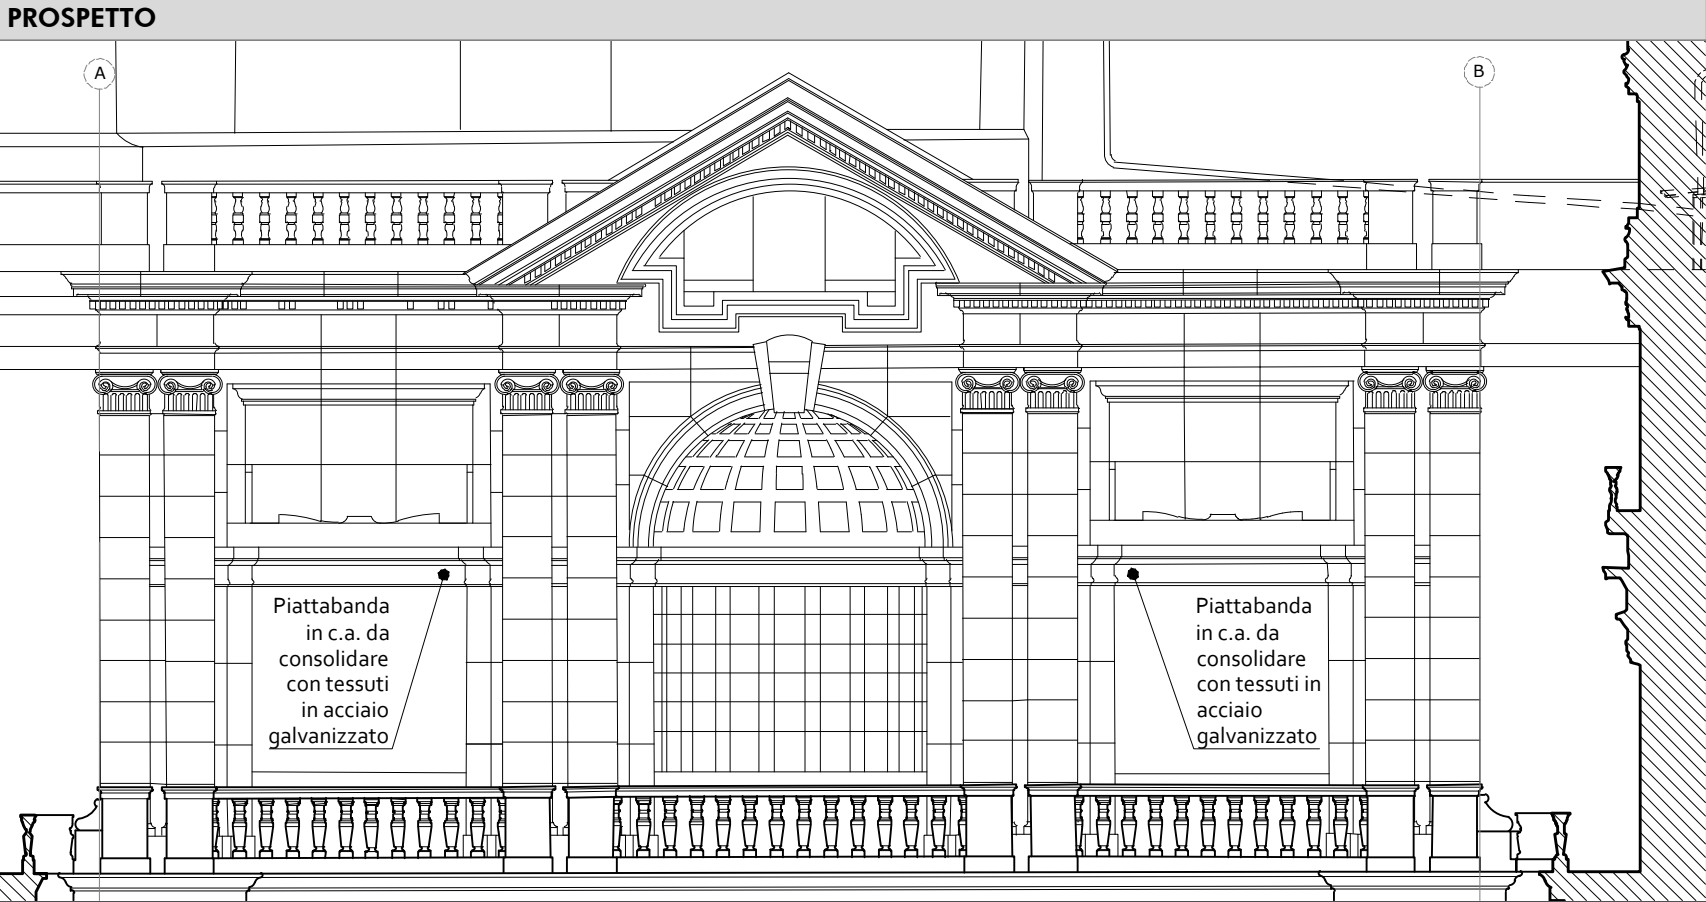 PROSPETTO
A
B
Piattabanda
in c.a. da
consolidare
con tessuti
in acciaio
galvanizzato
Piattabanda
in c.a. da
consolidare
con tessuti in
acciaio
galvanizzato